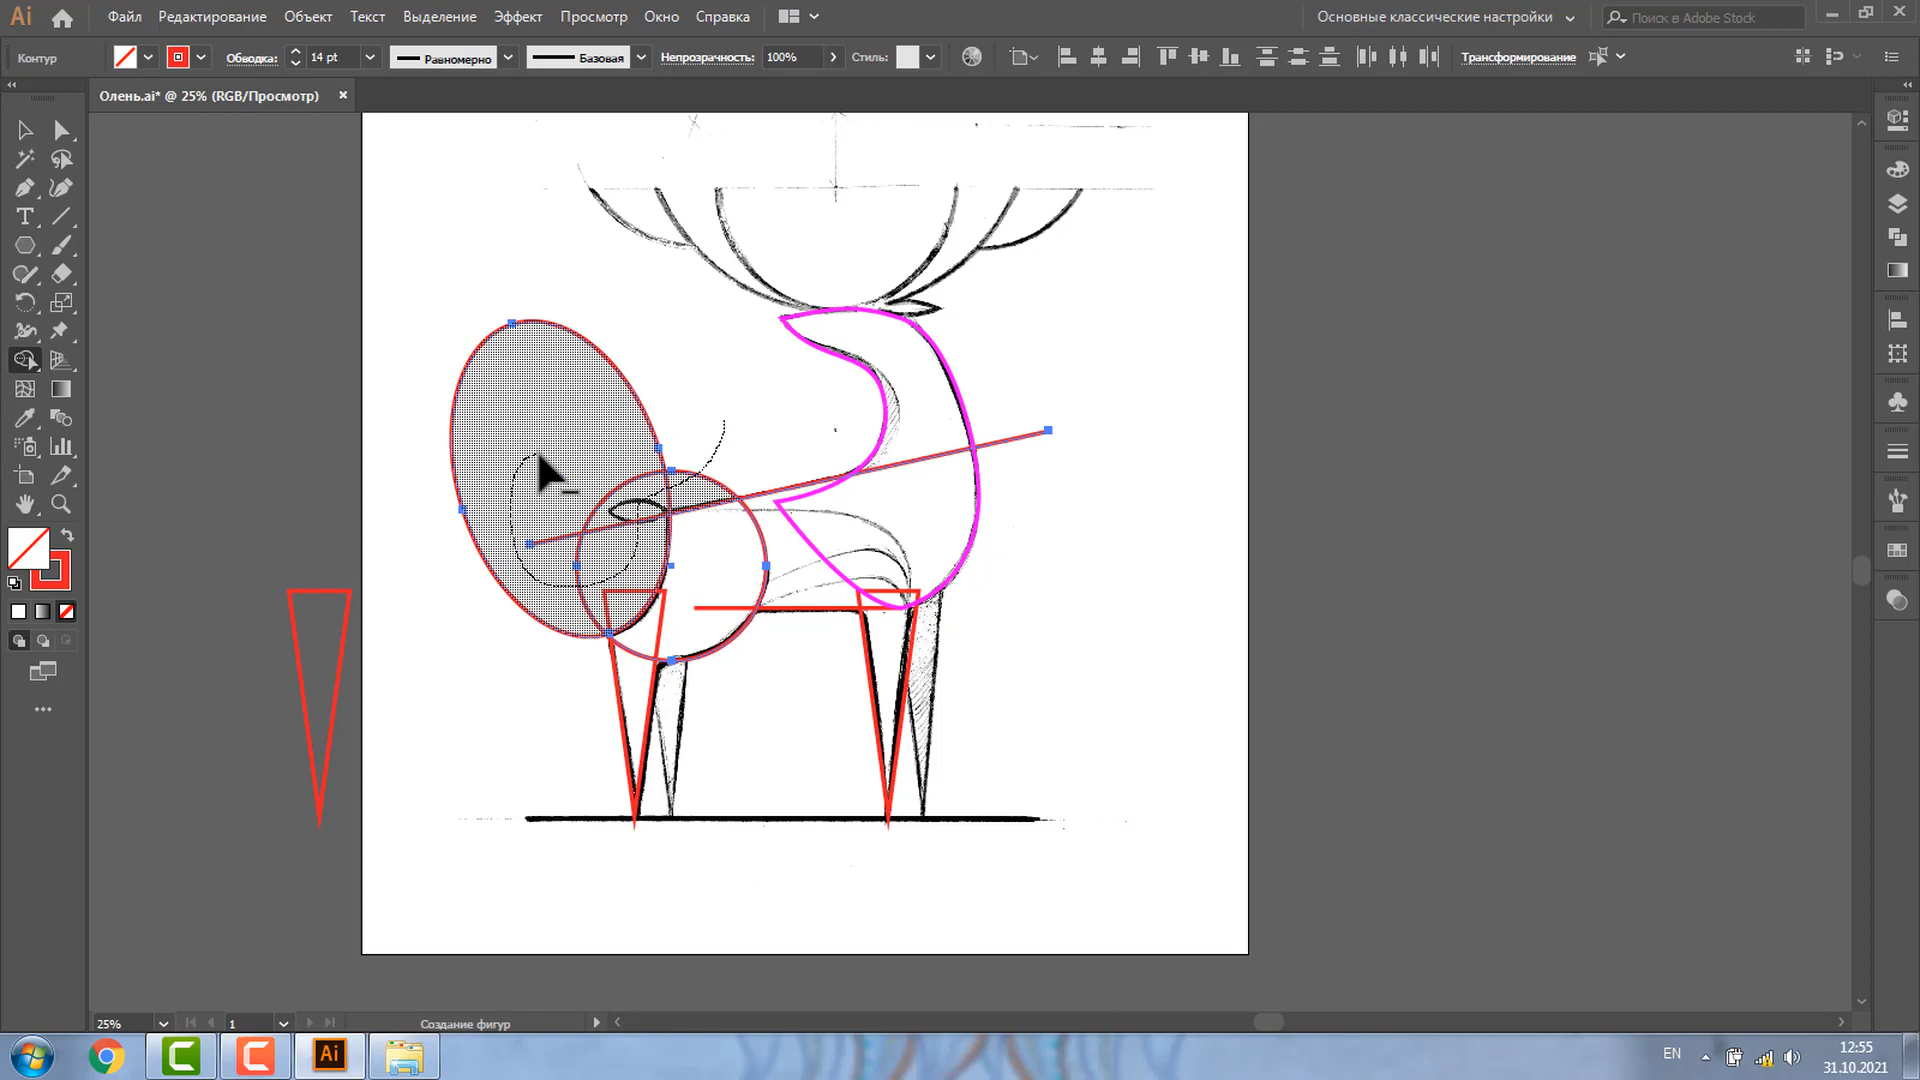 Ai Файл Редактирование Объект Текст Выделение Эффект Просмотр Окно Справка Основные классические настройки Поиск в Adobe Stock
Контур Обводка: 14 pt Равномерно Базовая Непрозрачность: 100% Стиль: Трансформирование
Олень.ai* @ 25% (RGB/Просмотр)
25% 1 Создание фигур
Ai EN 12:55
31.10.2021